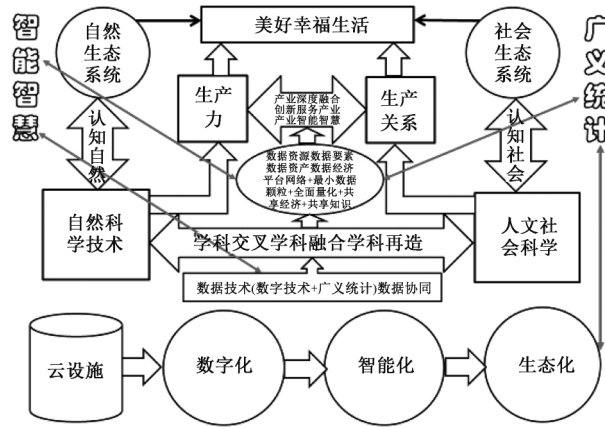 美好幸福生活
自然
生态
系统
社会
生态
系统
智能智慧
广义统计
生产
力
产业深度融合
创新服务产业
产业智能智慧
生产
关系
认知自然
认知社会
数据资源数据要素
数据资产数据经济
平台网络+最小数据
颗粒+全面量化+共
享经济+共享知识
自然科
学技术
学科交叉学科融合学科再造
人文社
会科学
数据技术(数字技术+广义统计)数据协同
云设施
数字化
智能化
生态化